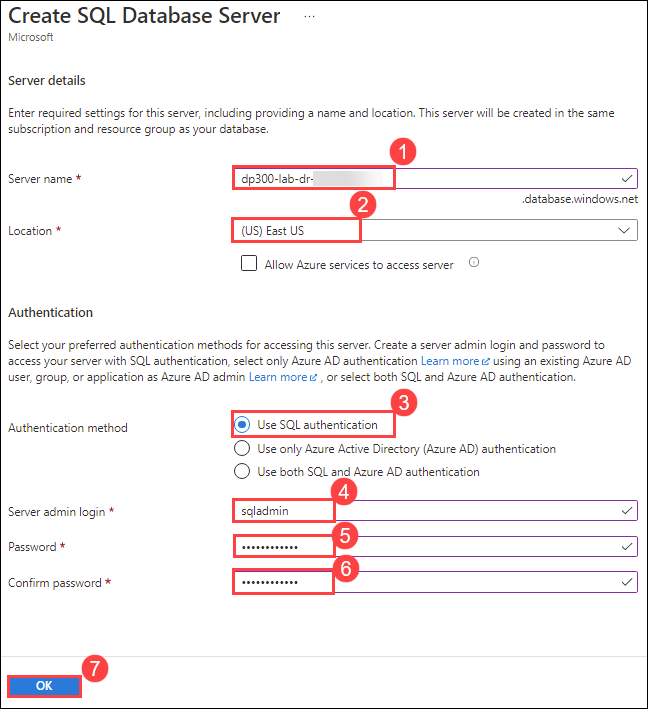 Create SQL Database Server ...
Microsoft
Server details
Enter required settings for this server, including providing a name and location. This server will be created in the same
subscription and resource group as your database.
1
Server name *
dp300-lab-dr-
.database.windows.net
2
Location *
(US) East US
Allow Azure services to access server
Authentication
Select your preferred authentication methods for accessing this server. Create a server admin login and password to
access your server with SQL authentication, select only Azure AD authentication Learn more using an existing Azure AD
user, group, or application as Azure AD admin Learn more , or select both SQL and Azure AD authentication.
3
Authentication method
Use SQL authentication
Use only Azure Active Directory (Azure AD) authentication
Use both SQL and Azure AD authentication
4
Server admin login *
sqladmin
5
Password *
••••••••••••
6
Confirm password *
••••••••••••
7
OK